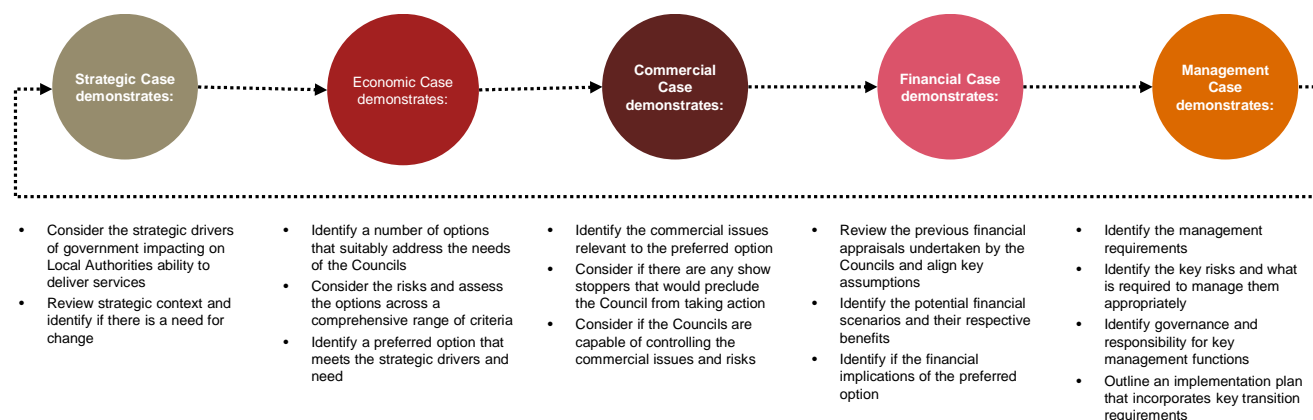 Strategic Case
demonstrates:
Economic Case
demonstrates:
Commercial
Case
demonstrates:
Financial Case
demonstrates:
Management
Case
demonstrates:
• Consider the strategic drivers
of government impacting on
Local Authorities ability to
deliver services
• Review strategic context and
identify if there is a need for
change
• Identify a number of options
that suitably address the needs
of the Councils
• Consider the risks and assess
the options across a
comprehensive range of criteria
• Identify a preferred option that
meets the strategic drivers and
need
• Identify the commercial issues
relevant to the preferred option
• Consider if there are any show
stoppers that would preclude
the Council from taking action
• Consider if the Councils are
capable of controlling the
commercial issues and risks
• Review the previous financial
appraisals undertaken by the
Councils and align key
assumptions
• Identify the potential financial
scenarios and their respective
benefits
• Identify if the financial
implications of the preferred
option
• Identify the management
requirements
• Identify the key risks and what
is required to manage them
appropriately
• Identify governance and
responsibility for key
management functions
• Outline an implementation plan
that incorporates key transition
requirements